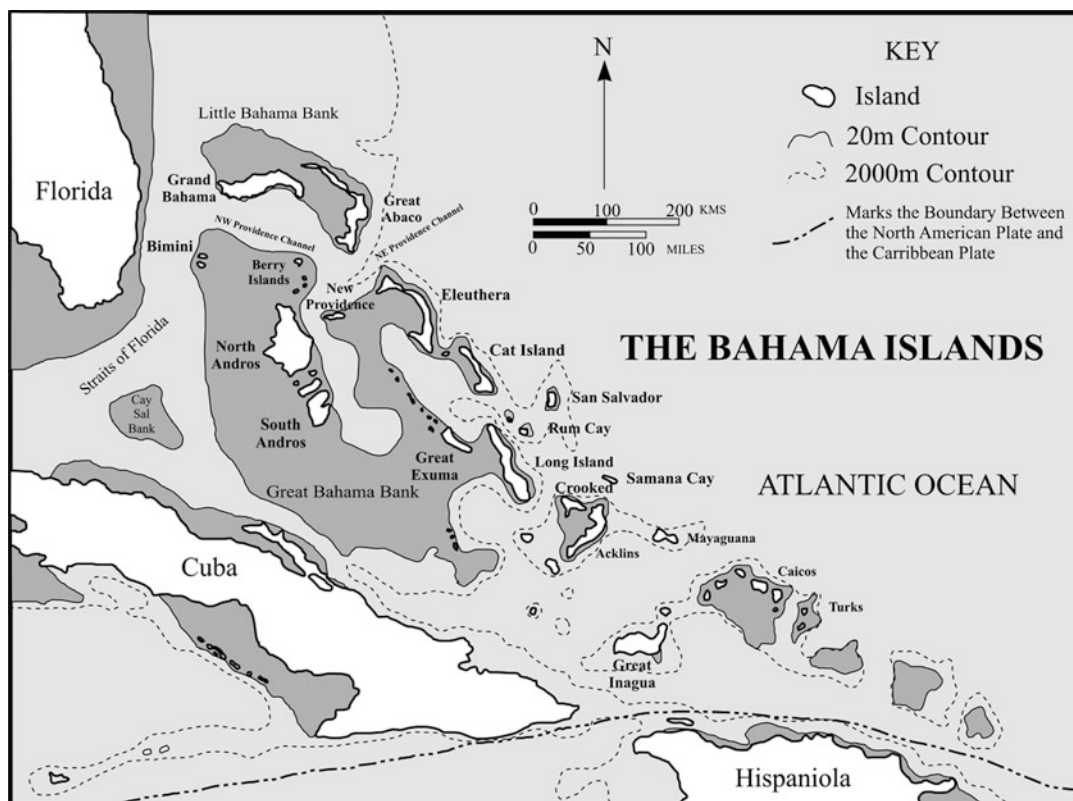 N
KEY
Island
20m Contour
2000m Contour
Marks the Boundary Between
the North American Plate and
the Carribbean Plate
0 100 200 KMS
0 50 100 MILES
Little Bahama Bank
Florida
Grand
Bahama
Great
Abaco
NW Providence Channel
NE Providence Channel
Bimini
Berry
Islands
New
Providence
Eleuthera
Straits of Florida
North
Andros
Cat Island
THE BAHAMA ISLANDS
Cay
Sal
Bank
South
Andros
San Salvador
Rum Cay
Great
Exuma
Long Island
Samana Cay
ATLANTIC OCEAN
Great Bahama Bank
Crooked
Acklins
Mayaguana
Cuba
Caicos
Turks
Great
Inagua
Hispaniola